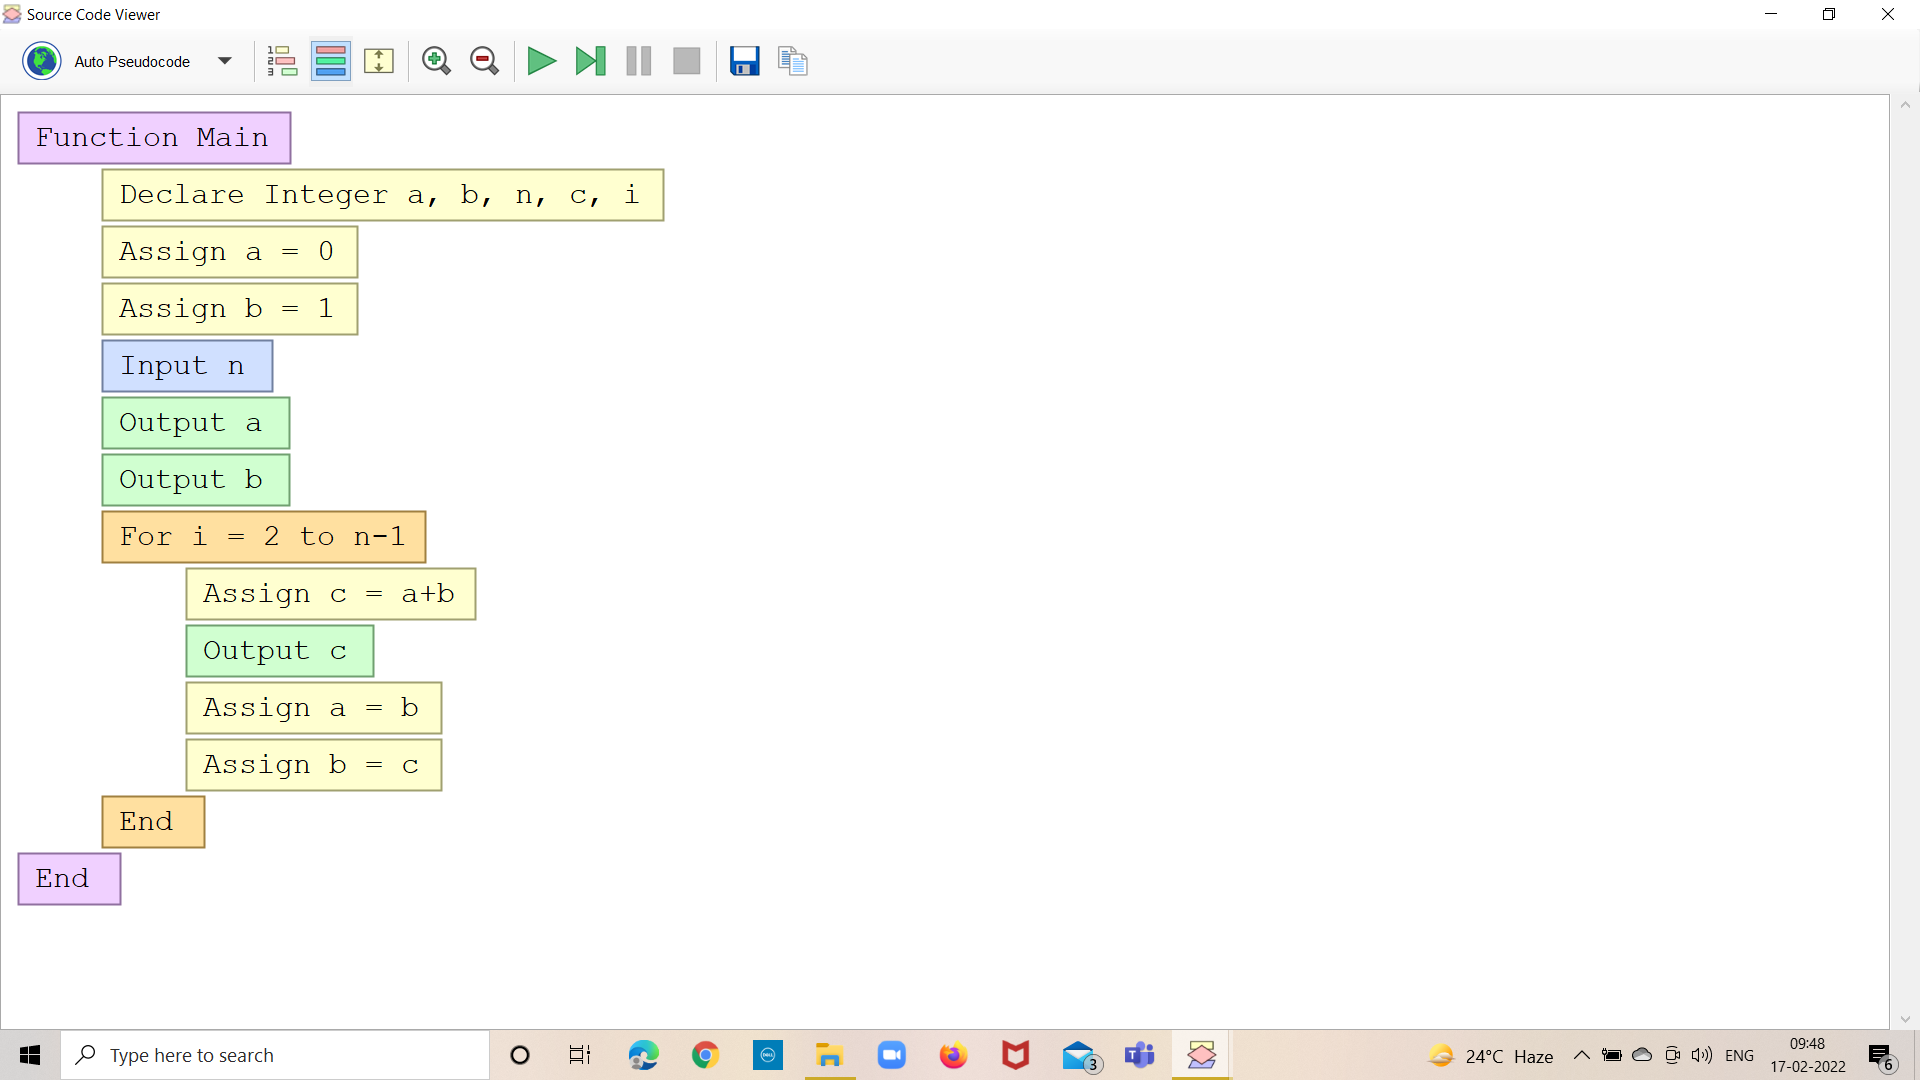 Source Code Viewer
Auto Pseudocode
Function Main
Declare Integer a, b, n, c, i
Assign a = 0
Assign b = 1
Input n
Output a
Output b
For i = 2 to n-1
Assign c = a+b
Output c
Assign a = b
Assign b = c
End
End
Type here to search
DELL
3
24°C Haze
ENG
09:48
17-02-2022
6